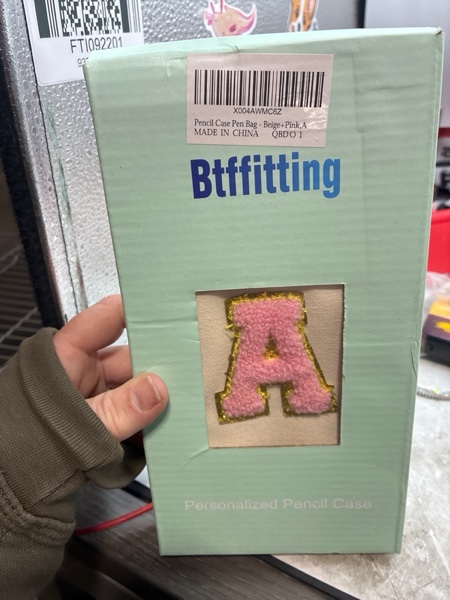 FTI092201
X004AWMC6Z
Pencil Case Pen Bag - Beige+Pink,A
MADE IN CHINA QBDO 1
Btffitting
A
Personalized Pencil Case